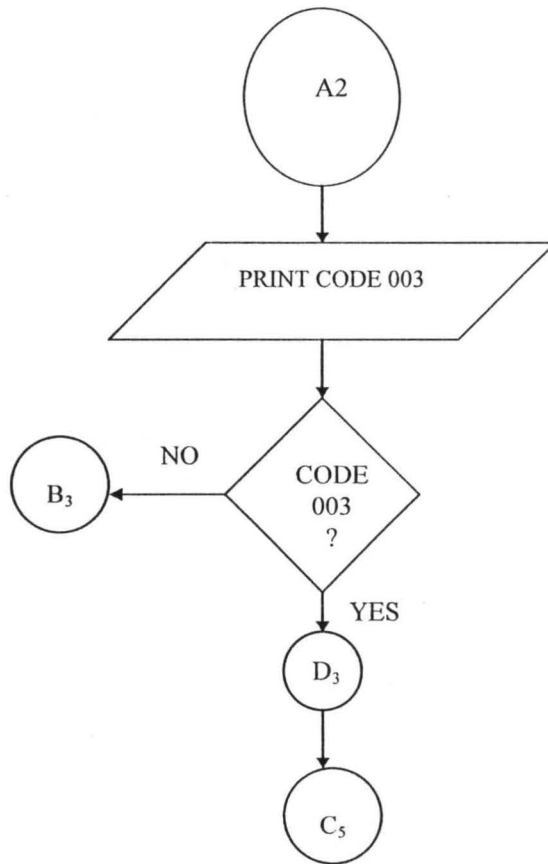 A2
PRINT CODE 003
NO
CODE
003
?
B₃
YES
D₃
C₅